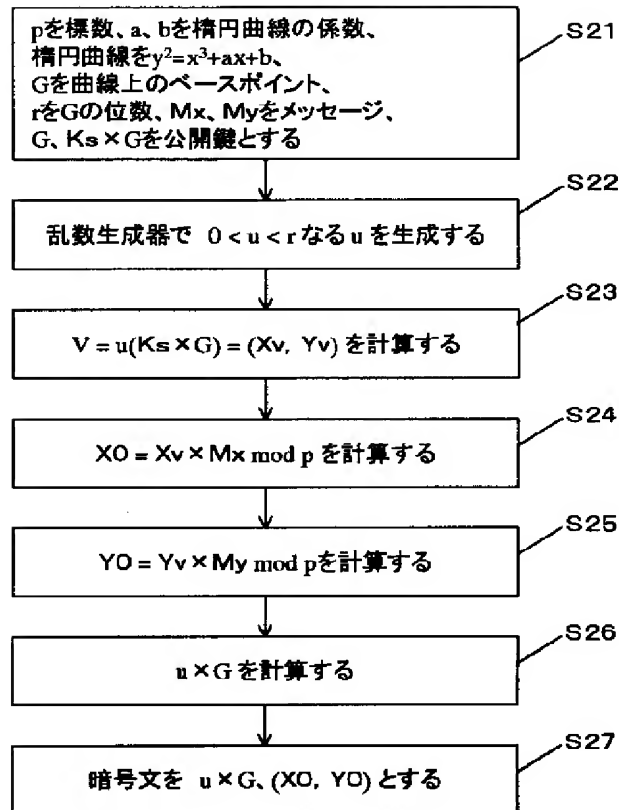 pを標数、a、bを楕円曲線の係数、
楕円曲線をy²=x³+ax+b、
Gを曲線上のベースポイント、
rをGの位数、Mx、Myをメッセージ、
G、Ks×Gを公開鍵とする
S21
乱数生成器で 0<u<rなるuを生成する
S22
V=u(Ks×G)=(Xv, Yv)を計算する
S23
X0=Xv×Mx mod pを計算する
S24
Y0=Yv×My mod pを計算する
S25
u×Gを計算する
S26
暗号文を u×G、(X0, Y0)とする
S27